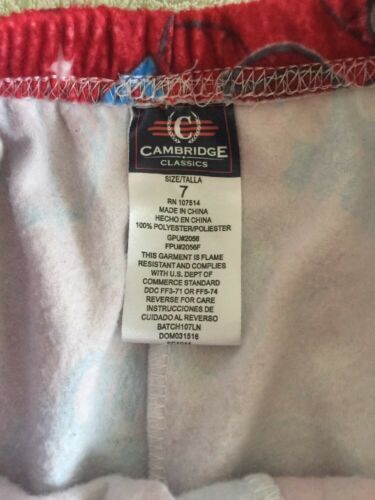 C
CAMBRIDGE
CLASSICS
SIZE/TALLA
7
RN 107514
MADE IN CHINA
HECHO EN CHINA
100% POLYESTER/POLIESTER
GPU#2056
FPU#2056F
THIS GARMENT IS FLAME
RESISTANT AND COMPLIES
WITH U.S. DEPT OF
COMMERCE STANDARD
DDC FF3-71 OR FF5-74
REVERSE FOR CARE
INSTRUCCIONES DE
CUIDADO AL REVERSO
BATCH107LN
DOM031516